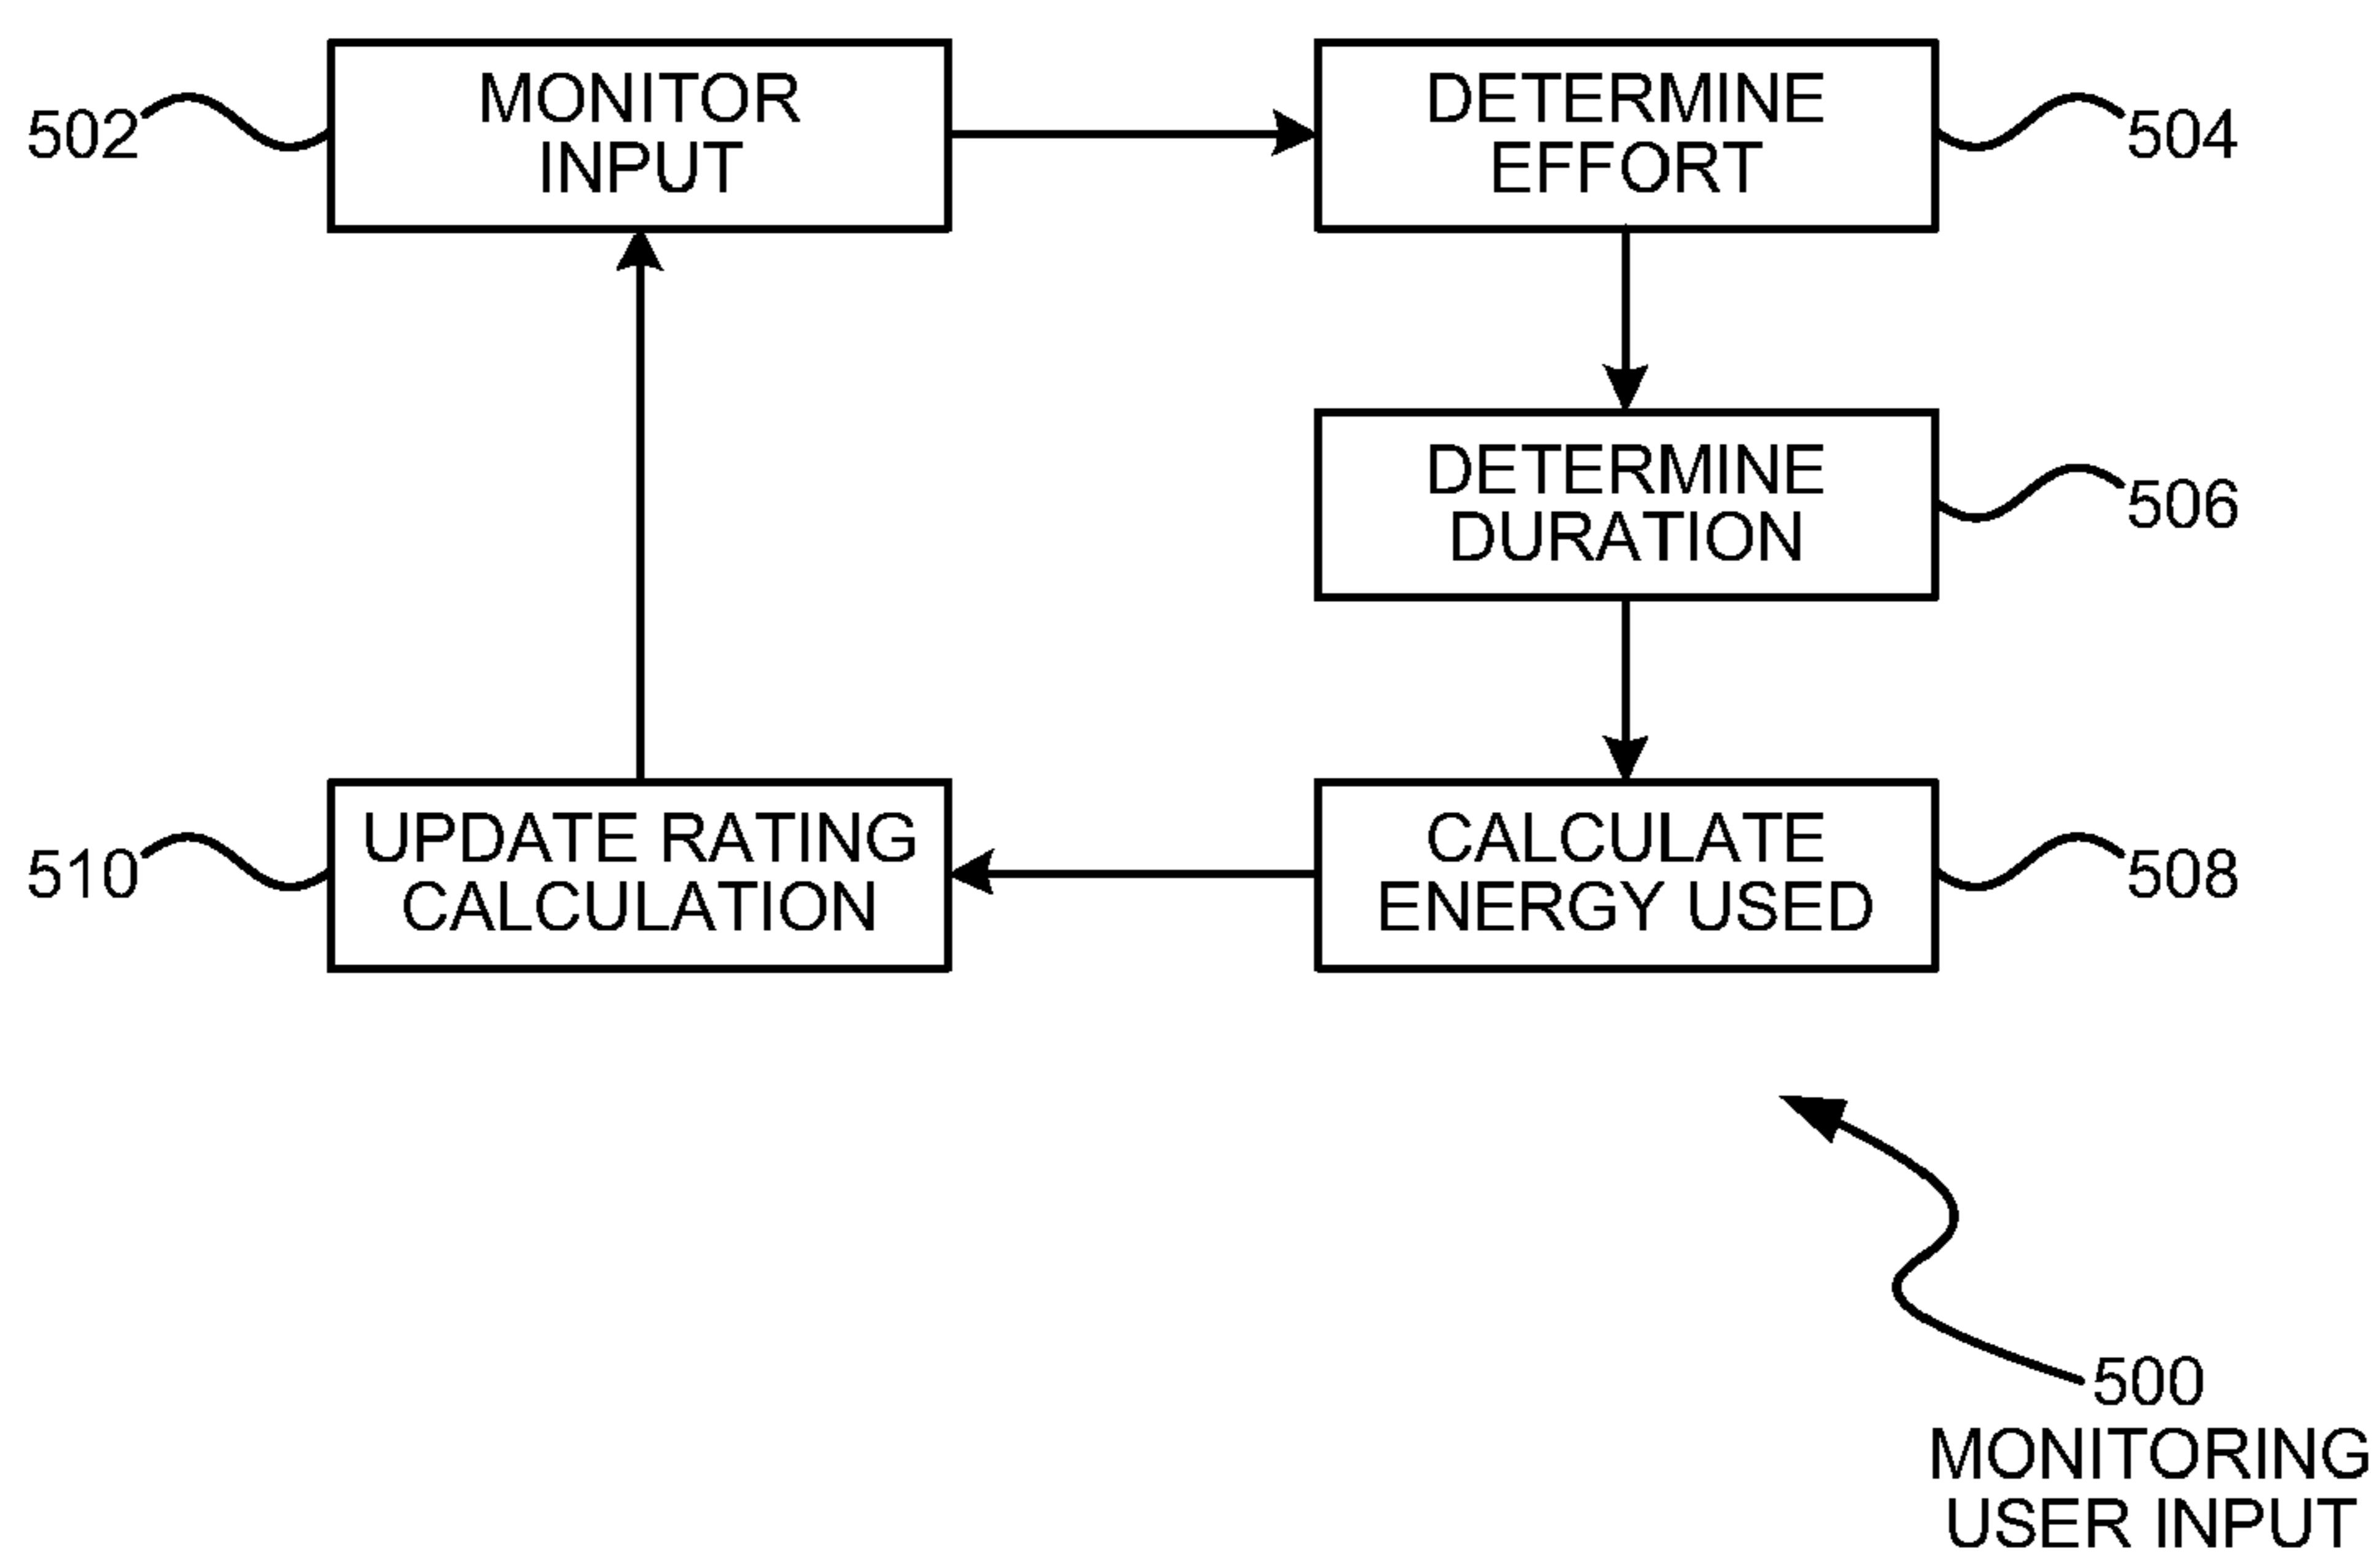 502
MONITOR
INPUT
DETERMINE
EFFORT
504
DETERMINE
DURATION
506
510
UPDATE RATING
CALCULATION
CALCULATE
ENERGY USED
508
500
MONITORING
USER INPUT